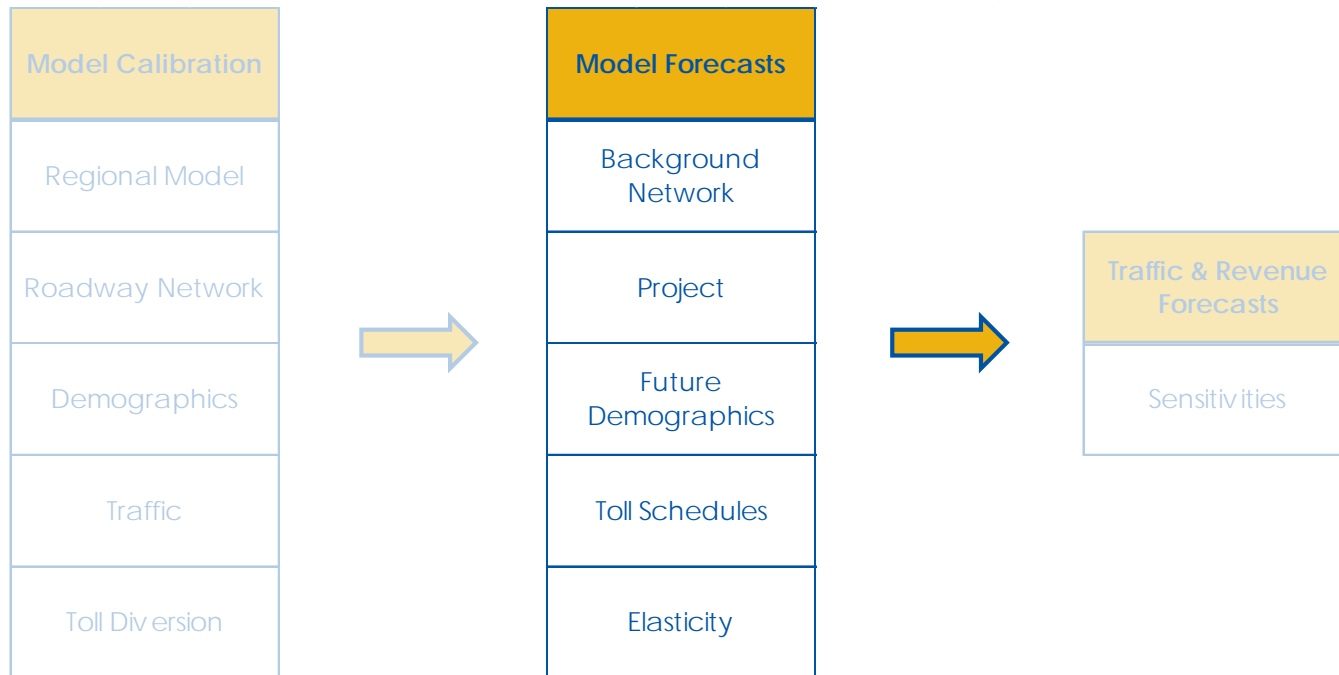 Model Calibration
Regional Model
Roadway Network
Demographics
Traffic
Toll Diversion
Model Forecasts
Background
Network
Project
Future
Demographics
Toll Schedules
Elasticity
Traffic & Revenue
Forecasts
Sensitivities